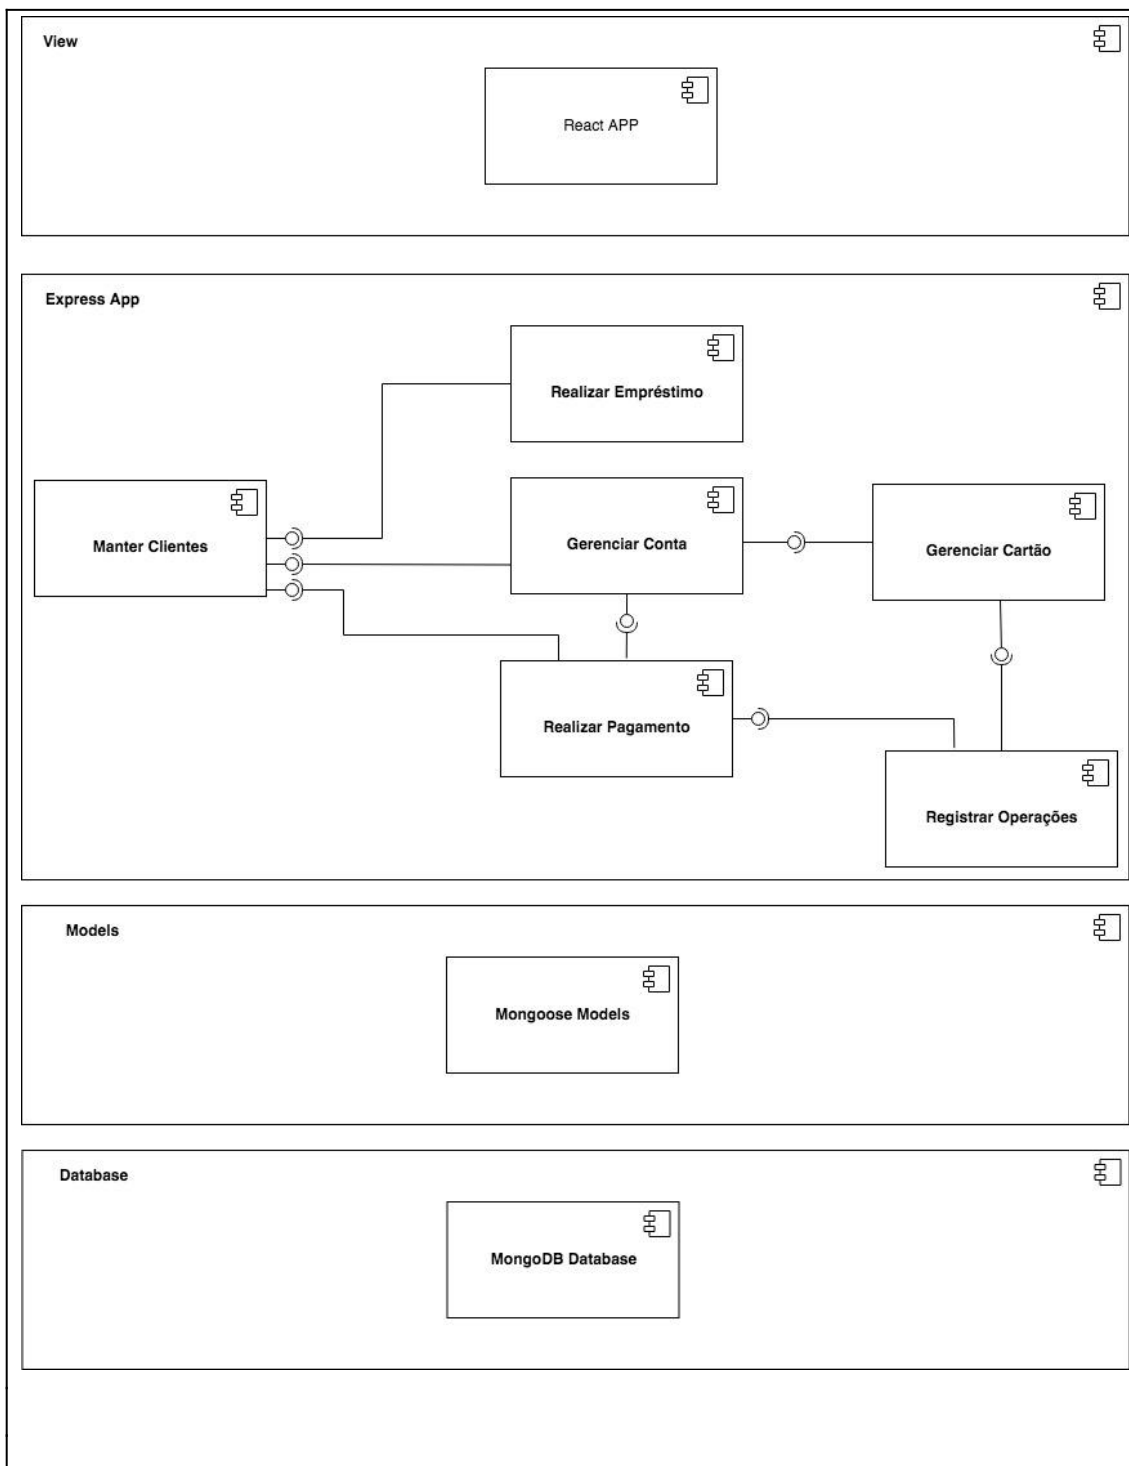 View
React APP
Express App
Realizar Empréstimo
Manter Clientes
Gerenciar Conta
Gerenciar Cartão
Realizar Pagamento
Registrar Operações
Models
Mongoose Models
Database
MongoDB Database